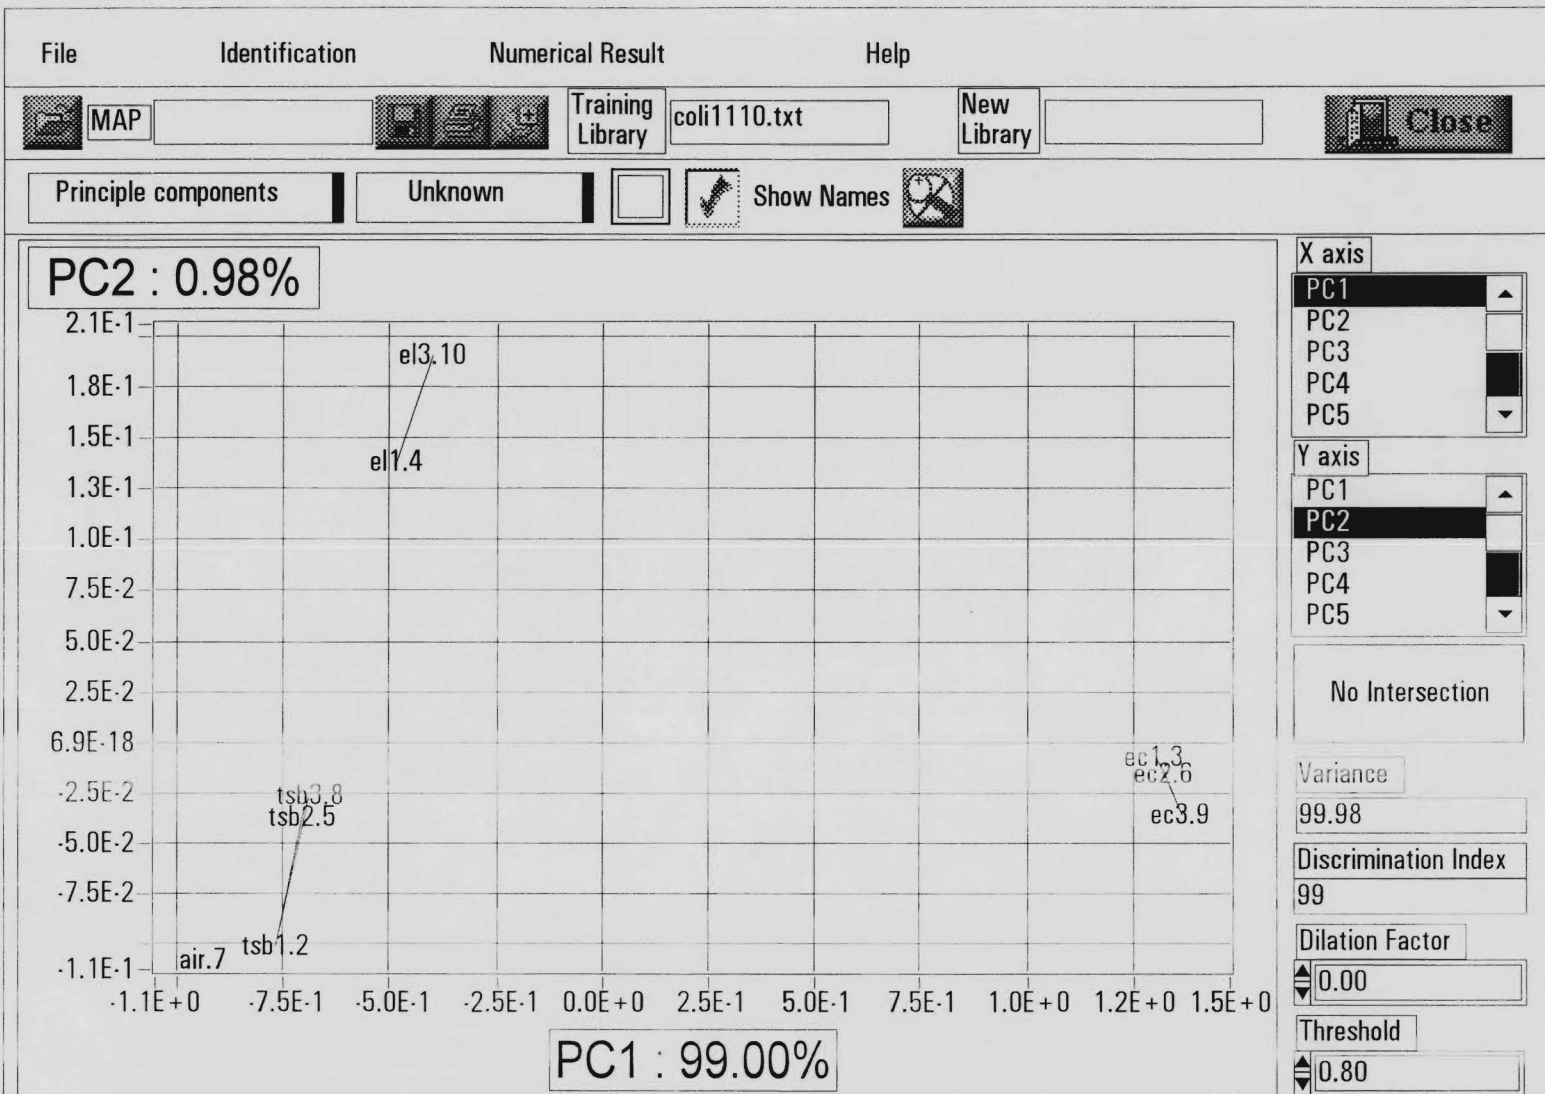 File Identification Numerical Result Help
MAP Training Library coli1110.txt New Library Close
Principle components Unknown Show Names
PC2 : 0.98%
2.1E-1
1.8E-1
1.5E-1
1.3E-1
1.0E-1
7.5E-2
5.0E-2
2.5E-2
6.9E-18
-2.5E-2
-5.0E-2
-7.5E-2
-1.1E-1
el3.10
el1.4
ec1.3
ec2.6
ec3.9
tsb3.8
tsb2.5
tsb1.2
air.7
-1.1E+0 -7.5E-1 -5.0E-1 -2.5E-1 0.0E+0 2.5E-1 5.0E-1 7.5E-1 1.0E+0 1.2E+0 1.5E+0
PC1 : 99.00%
X axis
PC1
PC2
PC3
PC4
PC5
Y axis
PC1
PC2
PC3
PC4
PC5
No Intersection
Variance
99.98
Discrimination Index
99
Dilation Factor
0.00
Threshold
0.80